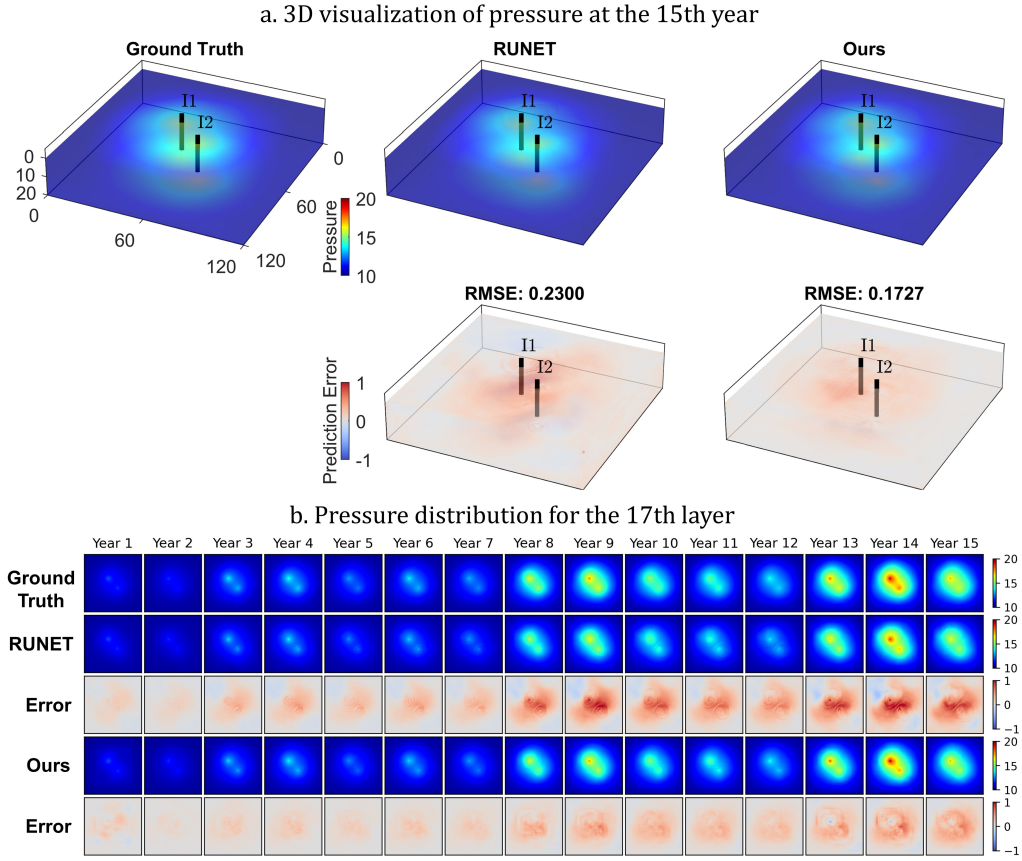 a. 3D visualization of pressure at the 15th year
Ground Truth
RUNET
Ours
I1
I2
I1
I2
I1
I2
0
10
20
0
60
120
0
60
120
Pressure
20
15
10
RMSE: 0.2300
RMSE: 0.1727
I1
I2
I1
I2
Prediction Error
1
0
-1
b. Pressure distribution for the 17th layer
Year 1 Year 2 Year 3 Year 4 Year 5 Year 6 Year 7 Year 8 Year 9 Year 10 Year 11 Year 12 Year 13 Year 14 Year 15
Ground
Truth
20
15
10
RUNET
20
15
10
Error
1
0
−1
Ours
20
15
10
Error
1
0
−1